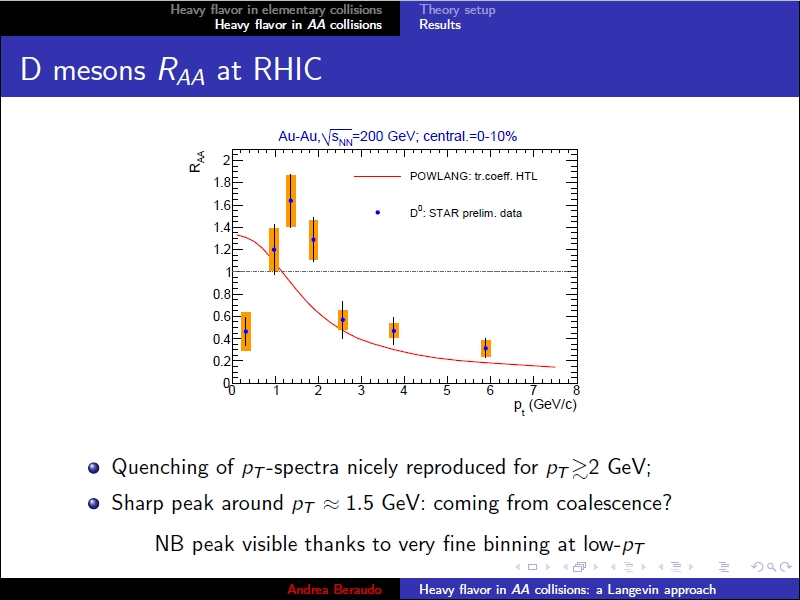 Heavy flavor in elementary collisions
Heavy flavor in AA collisions
Theory setup
Results
D mesons R_AA at RHIC
Au-Au,√s_NN=200 GeV; central.=0-10%
R_AA
2
1.8
1.6
1.4
1.2
1
0.8
0.6
0.4
0.2
0
POWLANG: tr.coeff. HTL
D^0: STAR prelim. data
0 1 2 3 4 5 6 7 8
p_t (GeV/c)
Quenching of p_T-spectra nicely reproduced for p_T≳2 GeV;
Sharp peak around p_T ≈ 1.5 GeV: coming from coalescence?
NB peak visible thanks to very fine binning at low-p_T
Andrea Beraudo
Heavy flavor in AA collisions: a Langevin approach